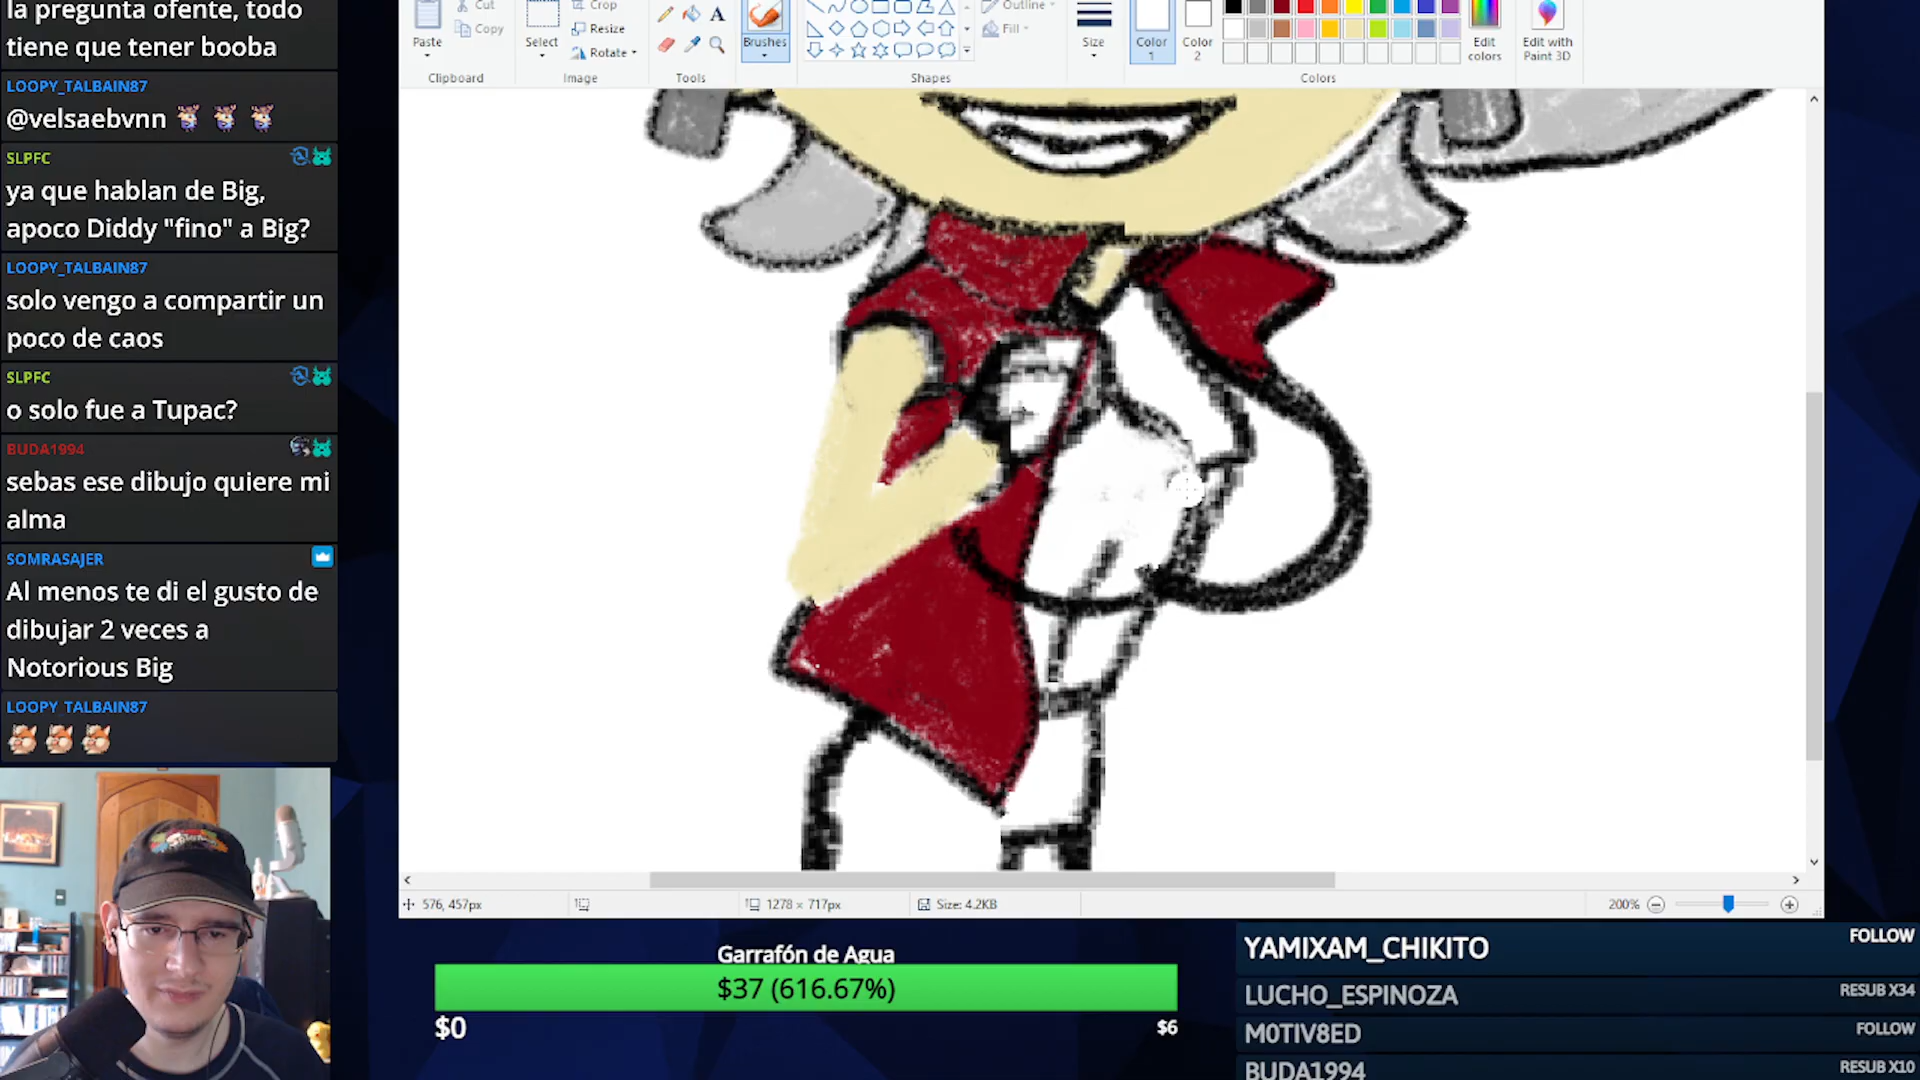 la pregunta ofente, todo
tiene que tener booba
LOOPY_TALBAIN87
@velsaebvnn
SLPFC
ya que hablan de Big,
apoco Diddy "fino" a Big?
LOOPY_TALBAIN87
solo vengo a compartir un
poco de caos
SLPFC
o solo fue a Tupac?
BUDA1994
sebas ese dibujo quiere mi
alma
SOMRASAJER
Al menos te di el gusto de
dibujar 2 veces a
Notorious Big
LOOPY TALBAIN87
Paste
Cut
Copy
Clipboard
Select
Crop
Resize
Rotate
Image
A
Tools
Brushes
Outline
Fill
Shapes
Size
Color
1
Color
2
Edit
colors
Edit with
Paint 3D
Colors
576, 457px
1278 × 717px
Size: 4.2KB
200%
Garrafón de Agua
$37 (616.67%)
$0
$6
YAMIXAM_CHIKITO FOLLOW
LUCHO_ESPINOZA RESUB X34
M0TIV8ED FOLLOW
BUDA1994 RESUB X10